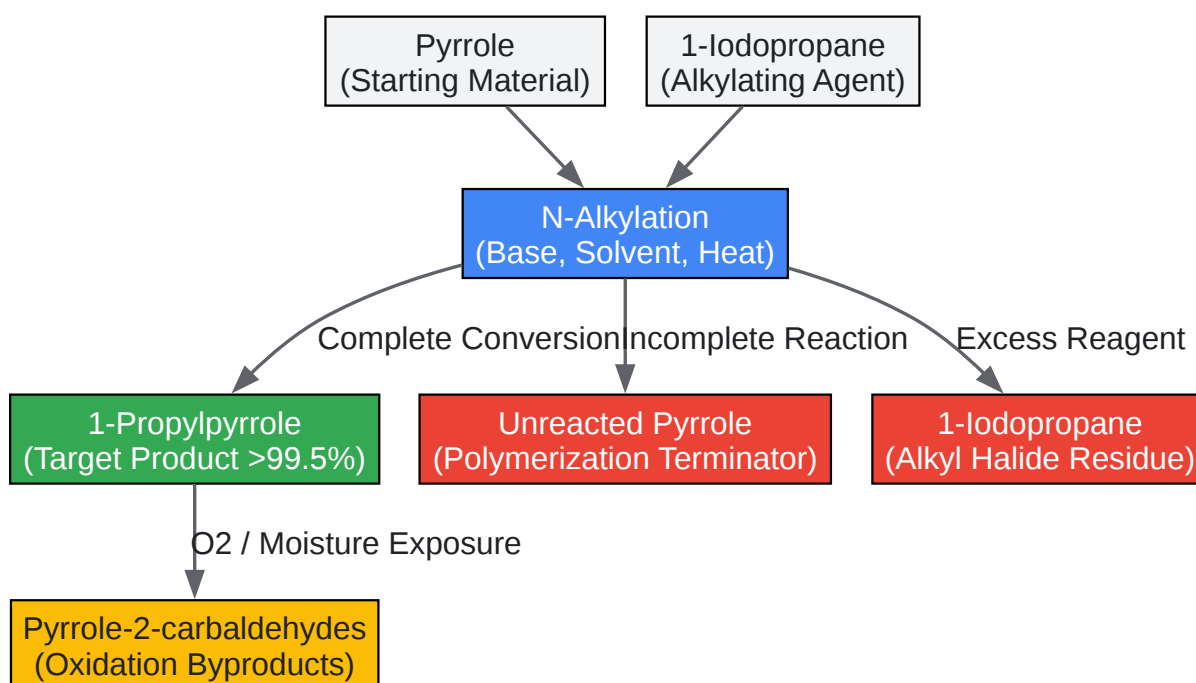 Pyrrole
(Starting Material)
1-Iodopropane
(Alkylating Agent)
N-Alkylation
(Base, Solvent, Heat)
Complete Conversion
Incomplete Reaction
Excess Reagent
1-Propylpyrrole
(Target Product >99.5%)
Unreacted Pyrrole
(Polymerization Terminator)
1-Iodopropane
(Alkyl Halide Residue)
O2 / Moisture Exposure
Pyrrole-2-carbaldehydes
(Oxidation Byproducts)